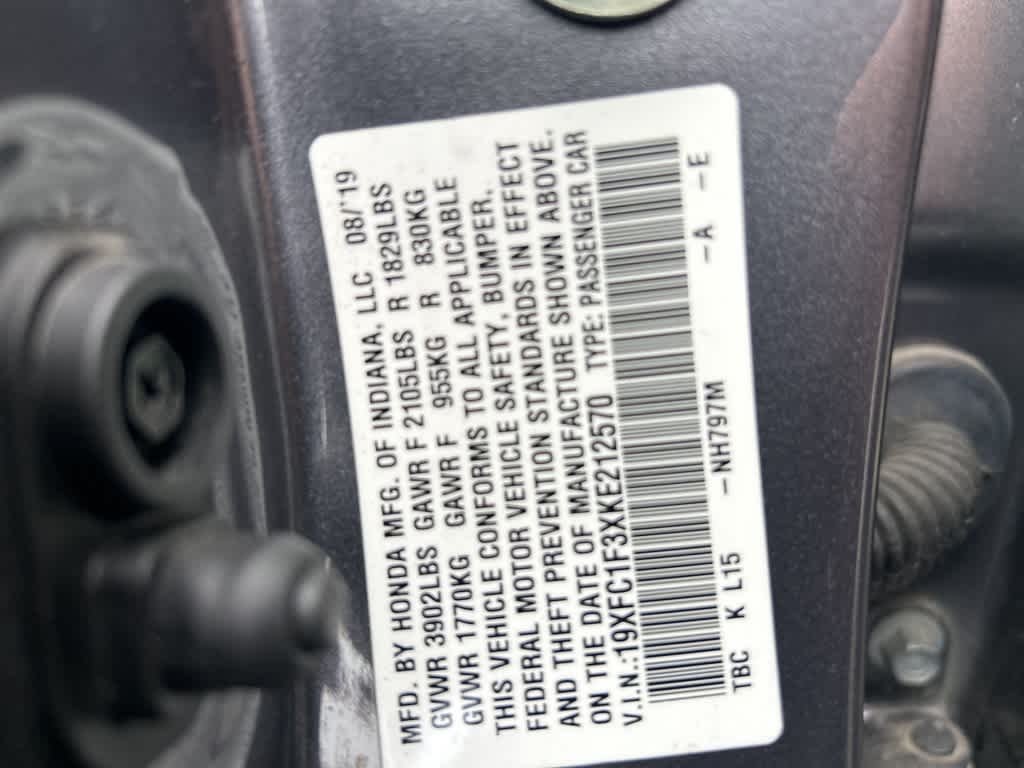 MFD. BY HONDA MFG. OF INDIANA, LLC 08/'19
GVWR 3902LBS GAWR F 2105LBS R 1829LBS
GVWR 1770KG GAWR F 955KG R 830KG
THIS VEHICLE CONFORMS TO ALL APPLICABLE
FEDERAL MOTOR VEHICLE SAFETY, BUMPER,
AND THEFT PREVENTION STANDARDS IN EFFECT
ON THE DATE OF MANUFACTURE SHOWN ABOVE.
V.I.N.:19XFC1F3XKE212570 TYPE: PASSENGER CAR
TBC K L15 –NH797M –A –E